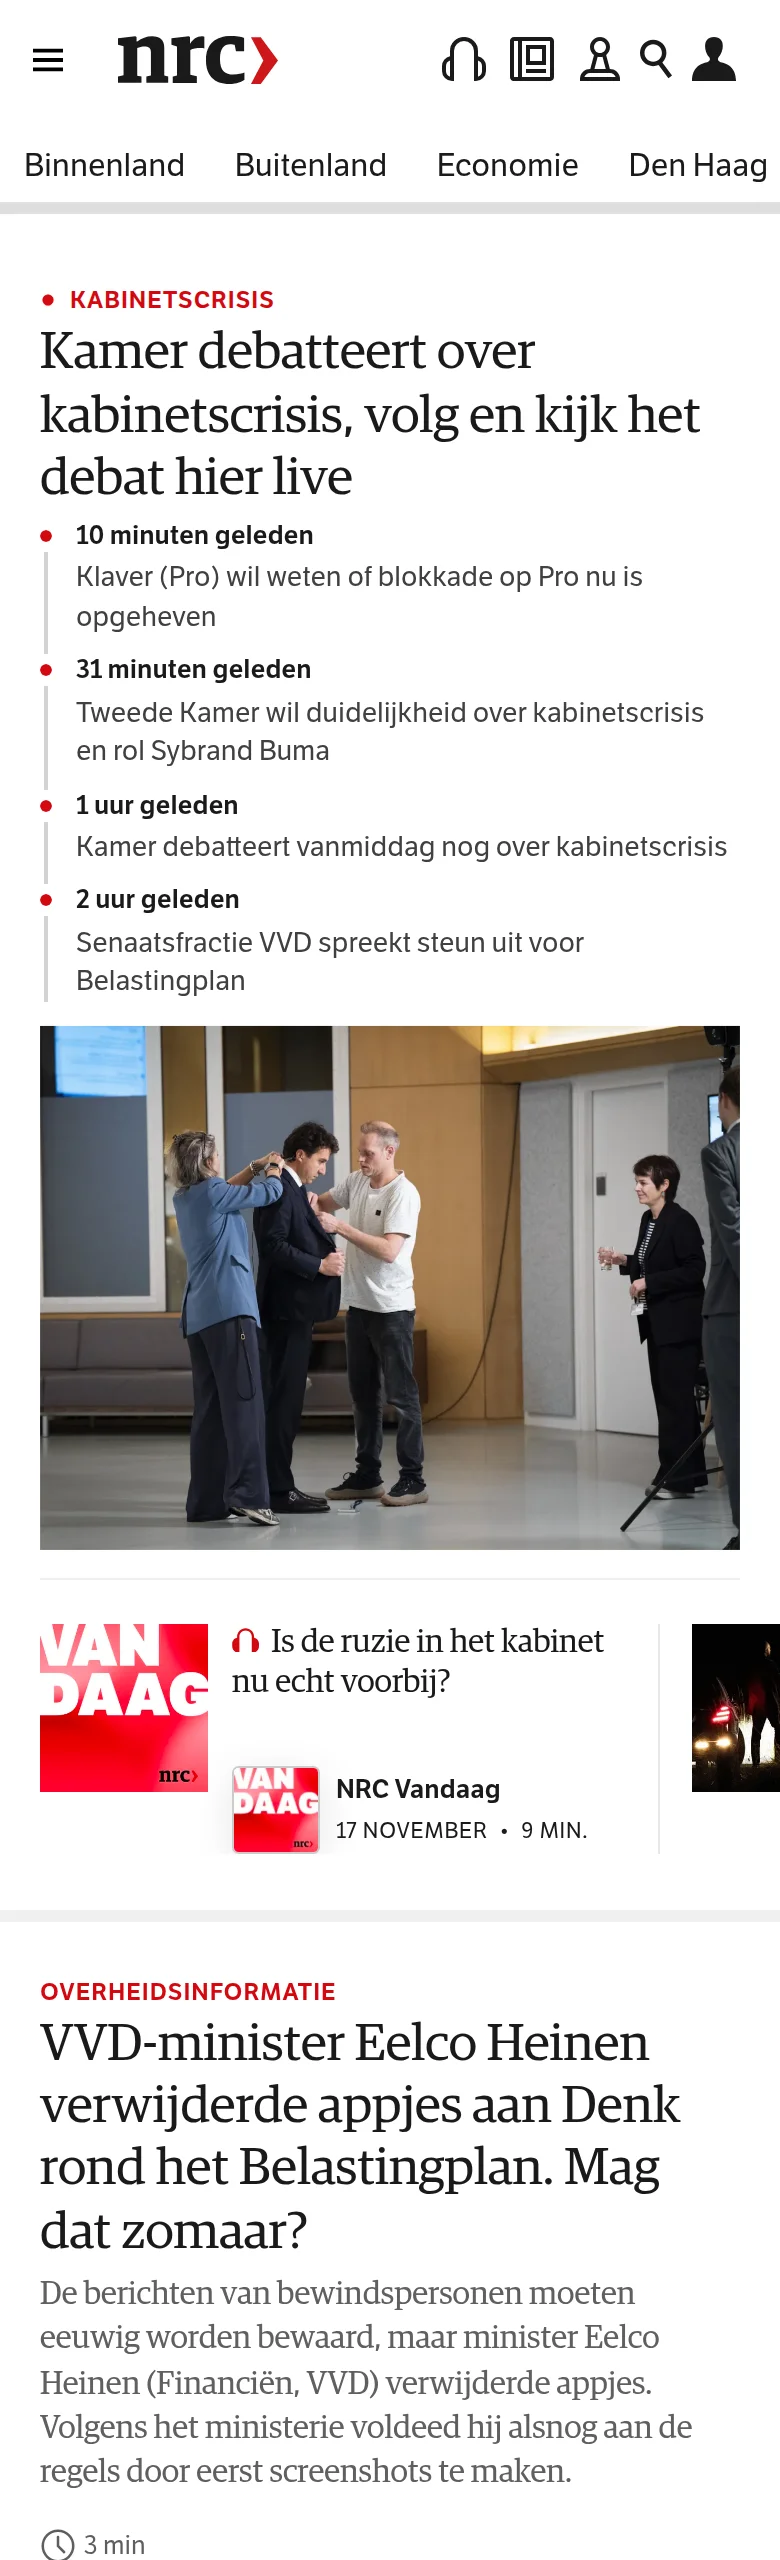 nrc
Binnenland Buitenland Economie Den Haag
KABINETSCRISIS
Kamer debatteert over
kabinetscrisis, volg en kijk het
debat hier live
10 minuten geleden
Klaver (Pro) wil weten of blokkade op Pro nu is
opgeheven
31 minuten geleden
Tweede Kamer wil duidelijkheid over kabinetscrisis
en rol Sybrand Buma
1 uur geleden
Kamer debatteert vanmiddag nog over kabinetscrisis
2 uur geleden
Senaatsfractie VVD spreekt steun uit voor
Belastingplan
VAN
DAAG
nrc
Is de ruzie in het kabinet
nu echt voorbij?
VAN
DAAG
nrc
NRC Vandaag
17 NOVEMBER • 9 MIN.
OVERHEIDSINFORMATIE
VVD-minister Eelco Heinen
verwijderde appjes aan Denk
rond het Belastingplan. Mag
dat zomaar?
De berichten van bewindspersonen moeten
eeuwig worden bewaard, maar minister Eelco
Heinen (Financiën, VVD) verwijderde appjes.
Volgens het ministerie voldeed hij alsnog aan de
regels door eerst screenshots te maken.
3 min